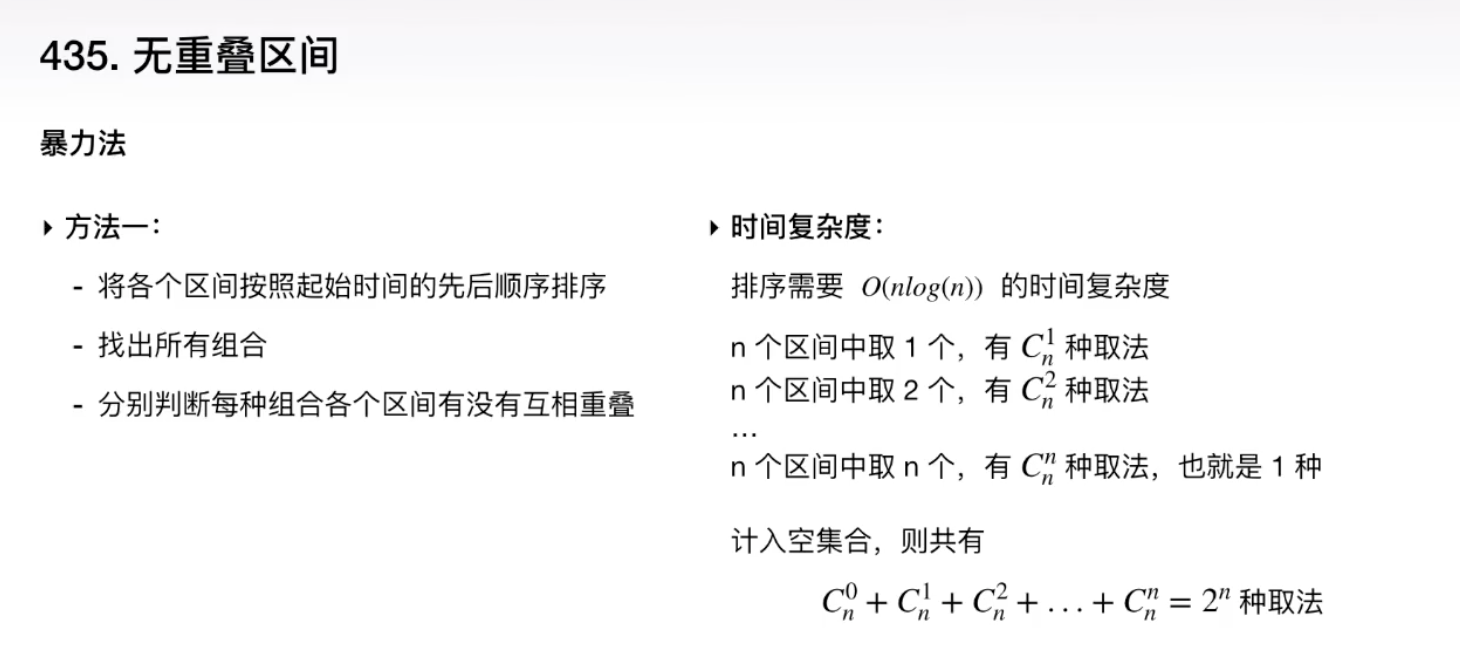 435. 无重叠区间
暴力法
‣ 方法一：
- 将各个区间按照起始时间的先后顺序排序
- 找出所有组合
- 分别判断每种组合各个区间有没有互相重叠
‣ 时间复杂度：
排序需要 O(nlog(n)) 的时间复杂度
n 个区间中取 1 个，有 C_n^1 种取法
n 个区间中取 2 个，有 C_n^2 种取法
…
n 个区间中取 n 个，有 C_n^n 种取法，也就是 1 种
计入空集合，则共有
C_n^0 + C_n^1 + C_n^2 + . . . + C_n^n = 2^n 种取法